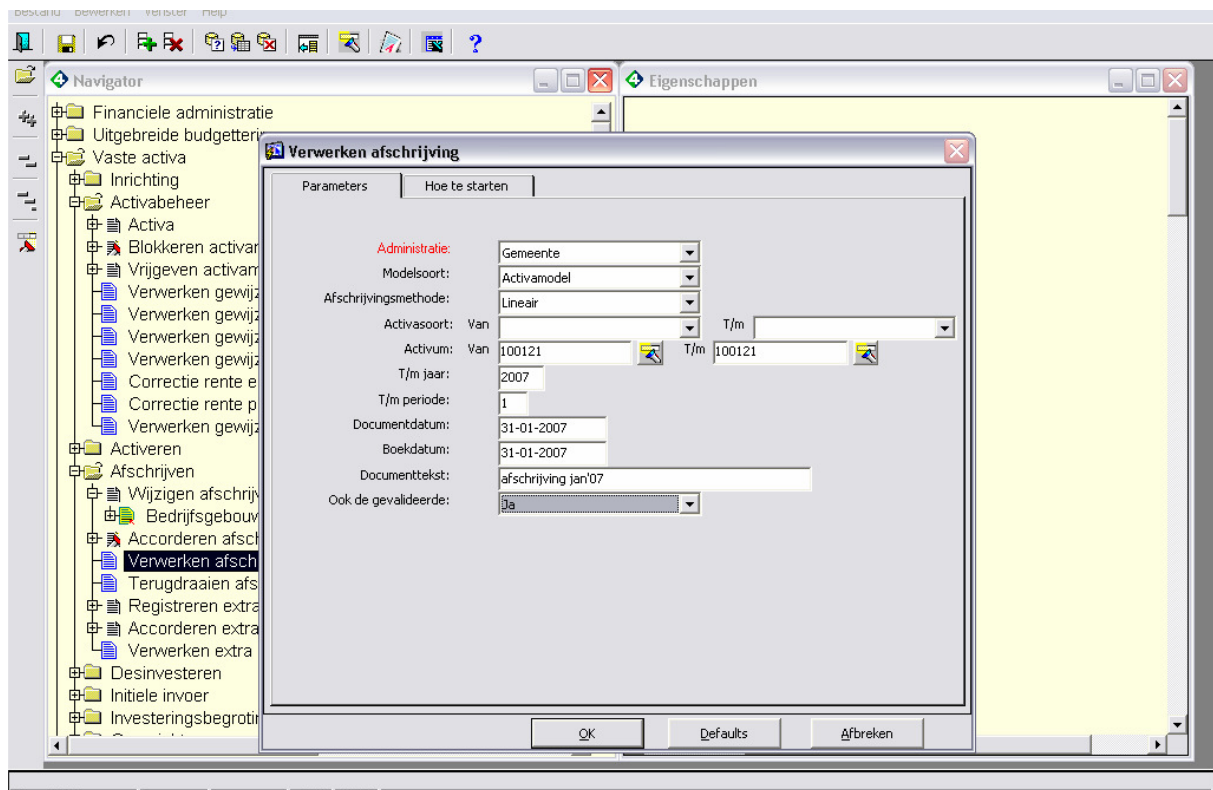 Bestand Bewerken Venster Help
Navigator
Eigenschappen
Financiele administratie
Uitgebreide budgettering
Vaste activa
Inrichting
Activabeheer
Activa
Blokkeren activam
Vrijgeven activam
Verwerken gewijz
Verwerken gewijz
Verwerken gewijz
Verwerken gewijz
Correctie rente e
Correctie rente p
Verwerken gewijz
Activeren
Afschrijven
Wijzigen afschrijv
Bedrijfsgebouw
Accorderen afsch
Verwerken afsch
Terugdraaien afs
Registreren extra
Accorderen extra
Verwerken extra
Desinvesteren
Initiele invoer
Investeringsbegrotin
Verwerken afschrijving
Parameters
Hoe te starten
Administratie: Gemeente
Modelsoort: Activamodel
Afschrijvingsmethode: Lineair
Activasoort: Van T/m
Activum: Van 100121 T/m 100121
T/m jaar: 2007
T/m periode: 1
Documentdatum: 31-01-2007
Boekdatum: 31-01-2007
Documenttekst: afschrijving jan'07
Ook de gevalideerde: Ja
OK
Defaults
Afbreken